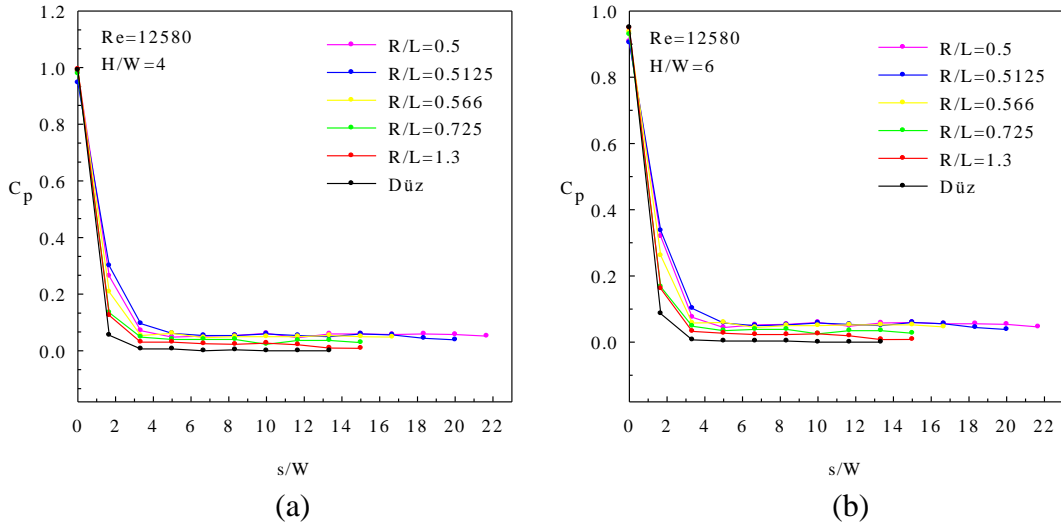 1.2
1.0
0.8
0.6
0.4
0.2
0.0
C_p
Re=12580
H/W=4
R/L=0.5
R/L=0.5125
R/L=0.566
R/L=0.725
R/L=1.3
Düz
0 2 4 6 8 10 12 14 16 18 20 22
s/W
(a)
1.0
0.8
0.6
0.4
0.2
0.0
C_p
Re=12580
H/W=6
R/L=0.5
R/L=0.5125
R/L=0.566
R/L=0.725
R/L=1.3
Düz
0 2 4 6 8 10 12 14 16 18 20 22
s/W
(b)